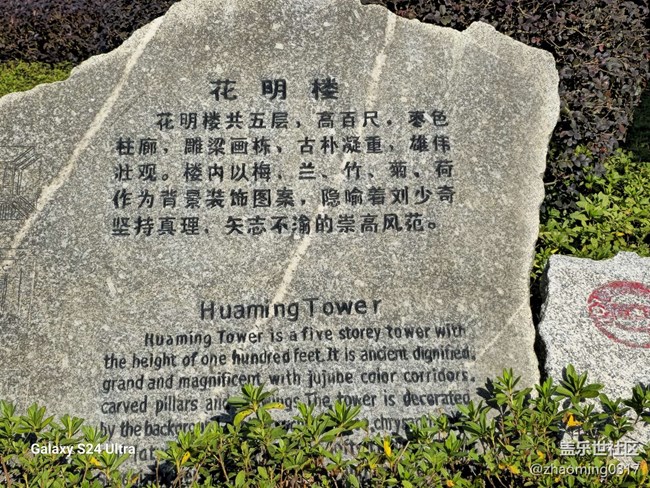 花明楼
花明楼共五层，高百尺，枣色
柱廊，雕梁画栋，古朴凝重，雄伟
壮观。楼内以梅、兰、竹、菊、荷
作为背景装饰图案，隐喻着刘少奇
坚持真理，矢志不渝的崇高风范。
Huaming Tower
Huaming Tower is a five storey tower with
the height of one hundred feet. It is ancient dignified,
grand and magnificent with jujube color corridors,
carved pillars and The tower is decorated
by the
Galaxy S24 Ultra
盖乐世社区
@zhaoming0317